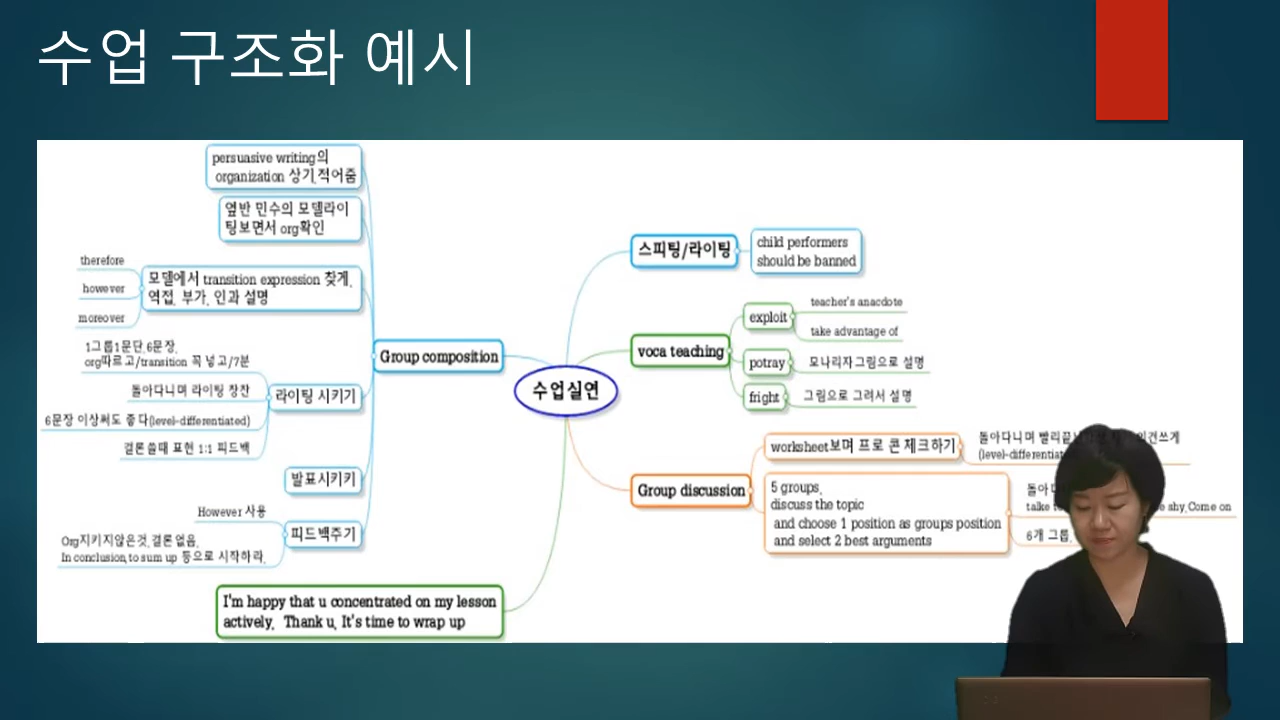 수업 구조화 예시
persuasive writing의
organization 상기,적어줌
옆반 민수의 모델라이
팅보면서 org확인
therefore
however
moreover
모델에서 transition expression 찾게,
역접, 부가, 인과 설명
1그룹1문단,6문장,
org따르고/transition 꼭 넣고/7분
돌아다니며 라이팅 칭찬
6문장 이상써도 좋다(level-differentiated)
결론쓸때 표현 1:1 피드백
라이팅 시키기
발표시키키
However 사용
Org지키지않은것,결론없음,
In conclusion,to sum up 등으로 시작하라,
피드백주기
Group composition
수업실연
I'm happy that u concentrated on my lesson
actively, Thank u, It's time to wrap up
스피팅/라이팅
child performers
should be banned
voca teaching
exploit
teacher's anacdote
take advantage of
potray
모나리자그림으로 설명
fright
그림으로 그려서 설명
Group discussion
worksheet보며 프로 콘 체크하기
돌아다니며 빨리끝
의견쓰게
5 groups,
discuss the topic
and choose 1 position as groups position
and select 2 best arguments
shy,Come on
6개 그룹,